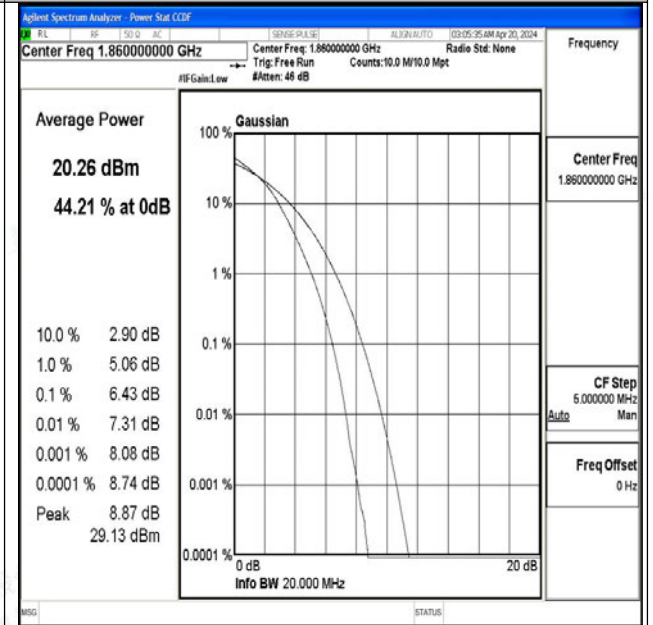 Agilent Spectrum Analyzer - Power Stat CCDF
RL RF 50 Ω AC SENSE:PULSE ALIGN AUTO 03:05:35 AM Apr 20, 2024
Center Freq 1.860000000 GHz
Center Freq: 1.860000000 GHz Radio Std: None
Trig: Free Run Counts:10.0 M/10.0 Mpt
#IFGain:Low #Atten: 46 dB
Frequency
Average Power
20.26 dBm
44.21 % at 0dB
10.0 % 2.90 dB
1.0 % 5.06 dB
0.1 % 6.43 dB
0.01 % 7.31 dB
0.001 % 8.08 dB
0.0001 % 8.74 dB
Peak 8.87 dB
29.13 dBm
Gaussian
100 %
10 %
1 %
0.1 %
0.01 %
0.001 %
0.0001 %
0 dB 20 dB
Info BW 20.000 MHz
Center Freq
1.860000000 GHz
CF Step
5.000000 MHz
Auto Man
Freq Offset
0 Hz
MSG STATUS